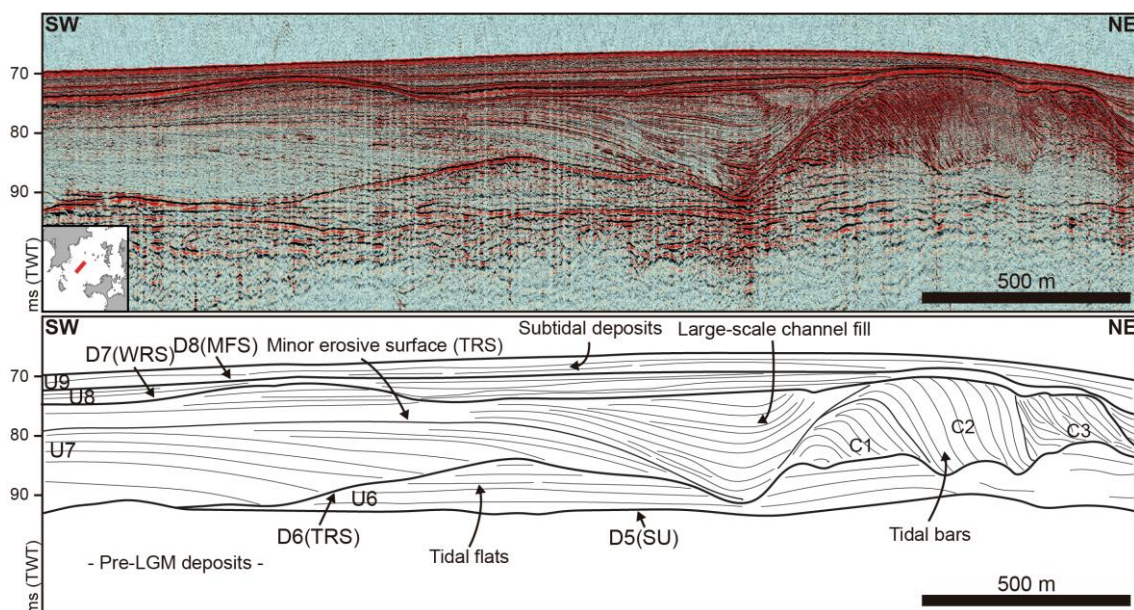 SW
NE
70
80
90
ms (TWT)
500 m
SW
NE
Subtidal deposits
Large-scale channel fill
D8(MFS)
Minor erosive surface (TRS)
D7(WRS)
70
U9
U8
80
U7
C1
C2
C3
90
U6
D6(TRS)
Tidal flats
D5(SU)
Tidal bars
- Pre-LGM deposits -
ms (TWT)
500 m